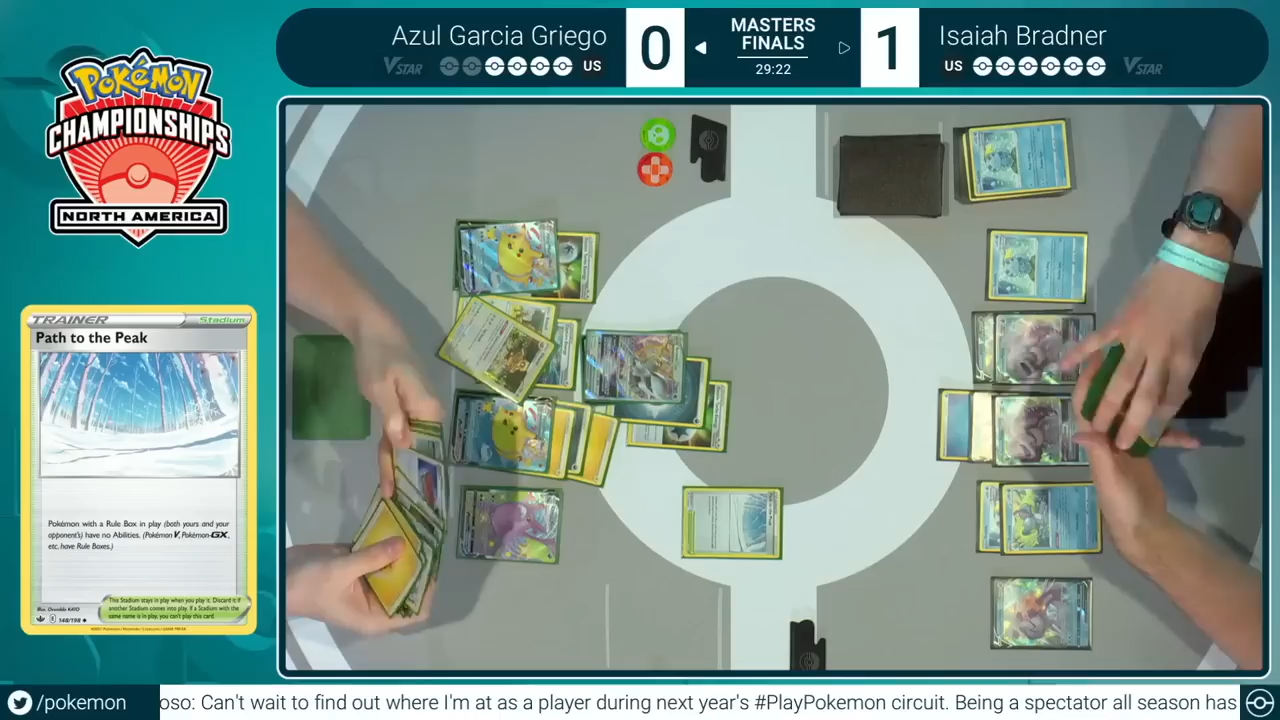 Azul Garcia Griego
0
MASTERS
FINALS
29:22
1
Isaiah Bradner
VSTAR
US
US
VSTAR
Pokémon
CHAMPIONSHIPS
NORTH AMERICA
TRAINER
Stadium
Path to the Peak
Pokémon with a Rule Box in play (both yours and your
opponent's) have no Abilities. (Pokémon V, Pokémon-GX,
etc. have Rule Boxes.)
This Stadium stays in play when you play it. Discard it if
another Stadium comes into play. If a Stadium with the
same name is in play, you can't play this card.
148/198
/pokemon
oso: Can't wait to find out where I'm at as a player during next year's #PlayPokemon circuit. Being a spectator all season has